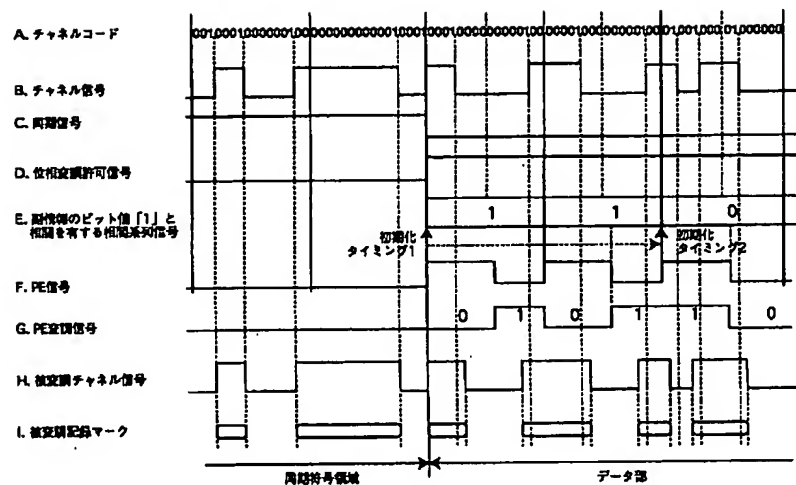 A. チャネルコード
B. チャネル信号
C. 同期信号
D. 位相変調許可信号
E. 副情報のビット値「1」と
相関を有する相関系列信号
1 1 0
初期化
タイミング1
初期化
タイミング2
F. PE信号
G. PE変調信号
0 1 0 1 1 0
H. 被変調チャネル信号
I. 被変調記録マーク
同期符号領域
データ部